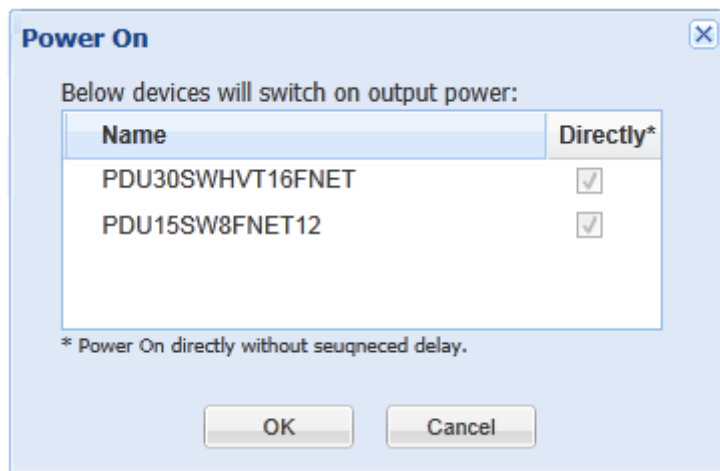 Power On
Below devices will switch on output power:
Name Directly*
PDU30SWHVT16FNET
PDU15SW8FNET12
* Power On directly without seuqneced delay.
OK Cancel